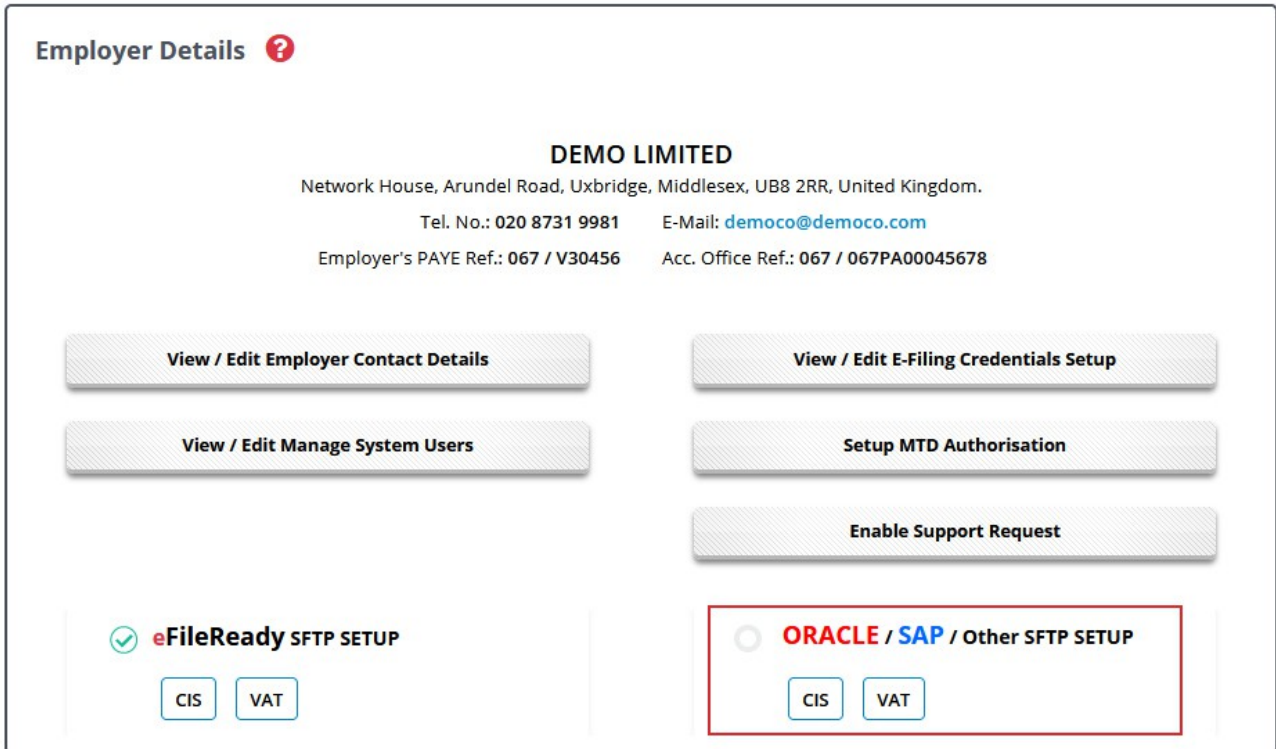 Employer Details ?
DEMO LIMITED
Network House, Arundel Road, Uxbridge, Middlesex, UB8 2RR, United Kingdom.
Tel. No.: 020 8731 9981 E-Mail: democo@democo.com
Employer's PAYE Ref.: 067 / V30456 Acc. Office Ref.: 067 / 067PA00045678
View / Edit Employer Contact Details
View / Edit E-Filing Credentials Setup
View / Edit Manage System Users
Setup MTD Authorisation
Enable Support Request
eFileReady SFTP SETUP
CIS VAT
ORACLE / SAP / Other SFTP SETUP
CIS VAT